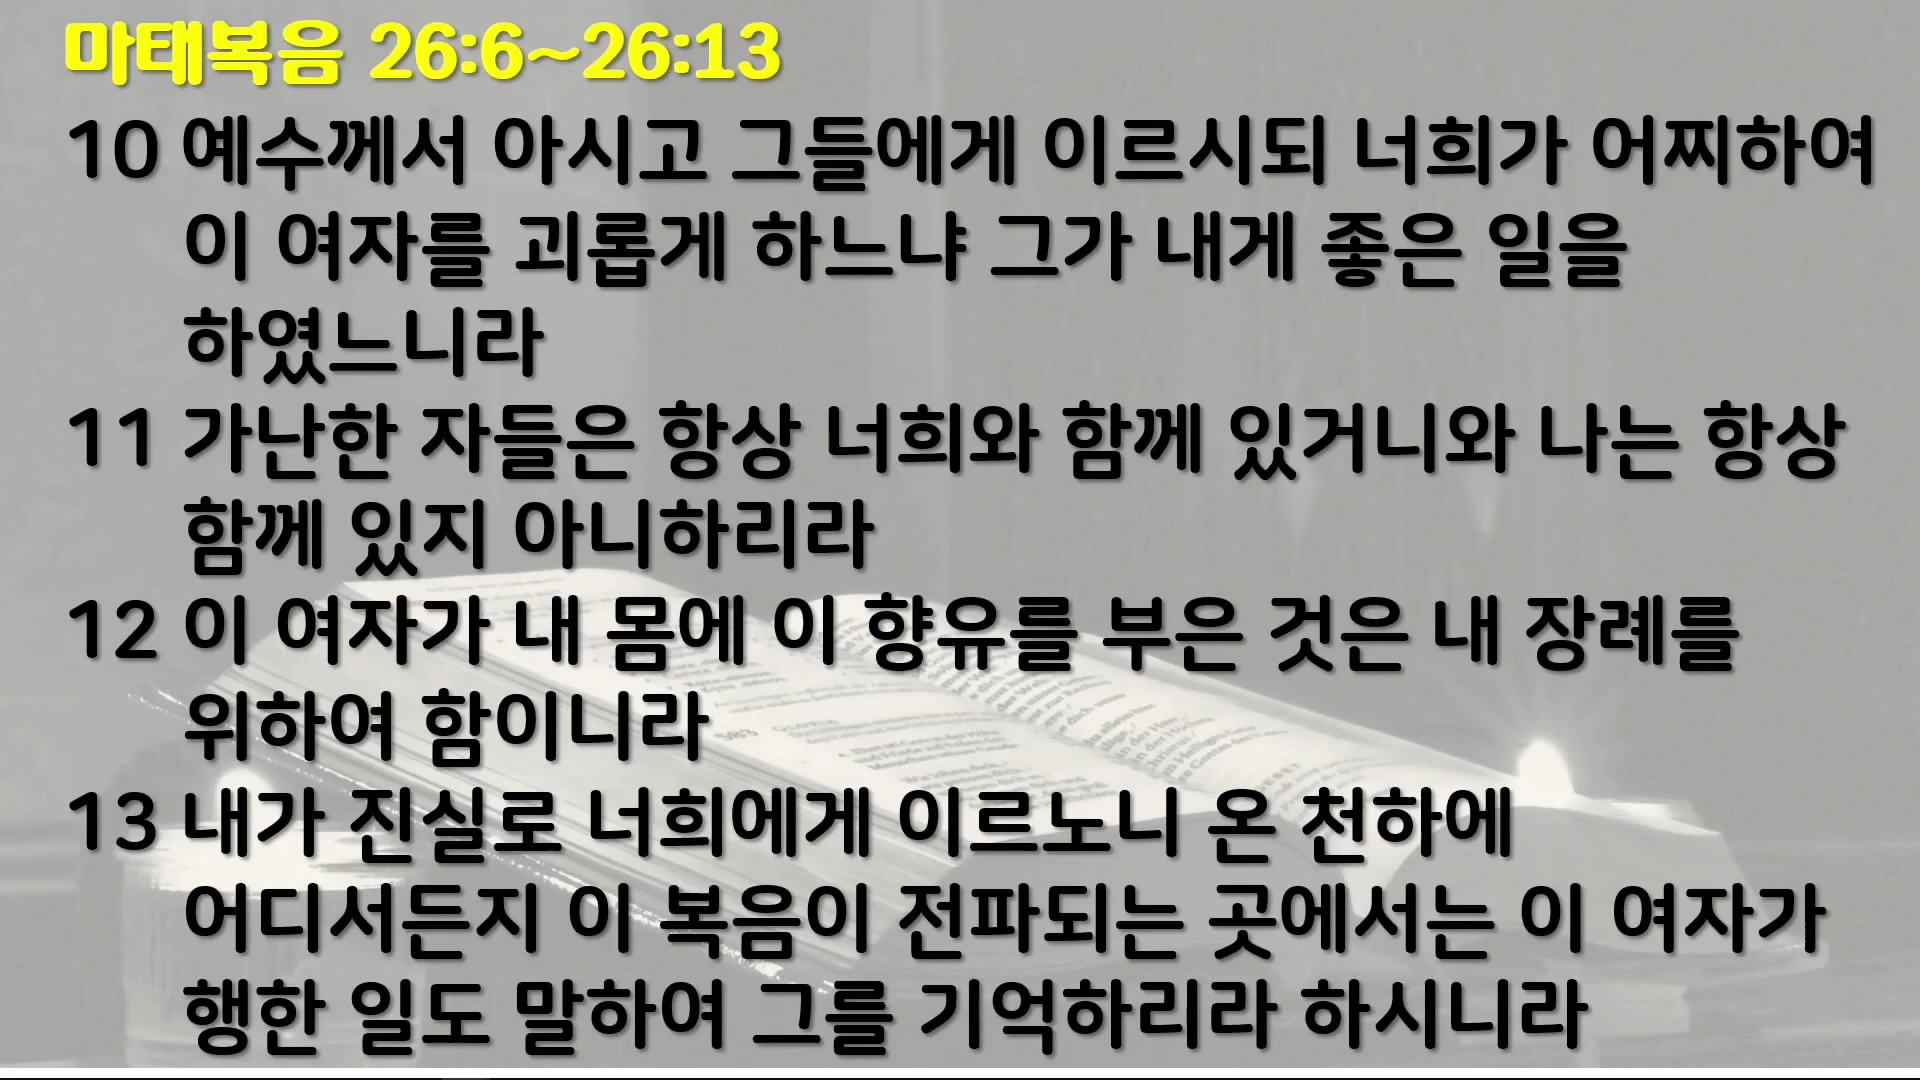 마태복음 26:6~26:13
10 예수께서 아시고 그들에게 이르시되 너희가 어찌하여
이 여자를 괴롭게 하느냐 그가 내게 좋은 일을
하였느니라
11 가난한 자들은 항상 너희와 함께 있거니와 나는 항상
함께 있지 아니하리라
12 이 여자가 내 몸에 이 향유를 부은 것은 내 장례를
위하여 함이니라
13 내가 진실로 너희에게 이르노니 온 천하에
어디서든지 이 복음이 전파되는 곳에서는 이 여자가
행한 일도 말하여 그를 기억하리라 하시니라